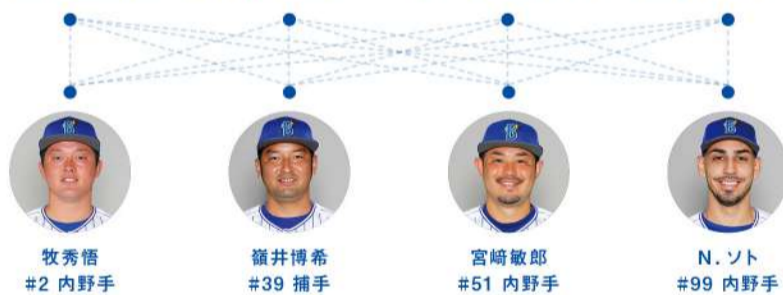 牧秀悟
#2 内野手
嶺井博希
#39 捕手
宮﨑敏郎
#51 内野手
N. ソト
#99 内野手